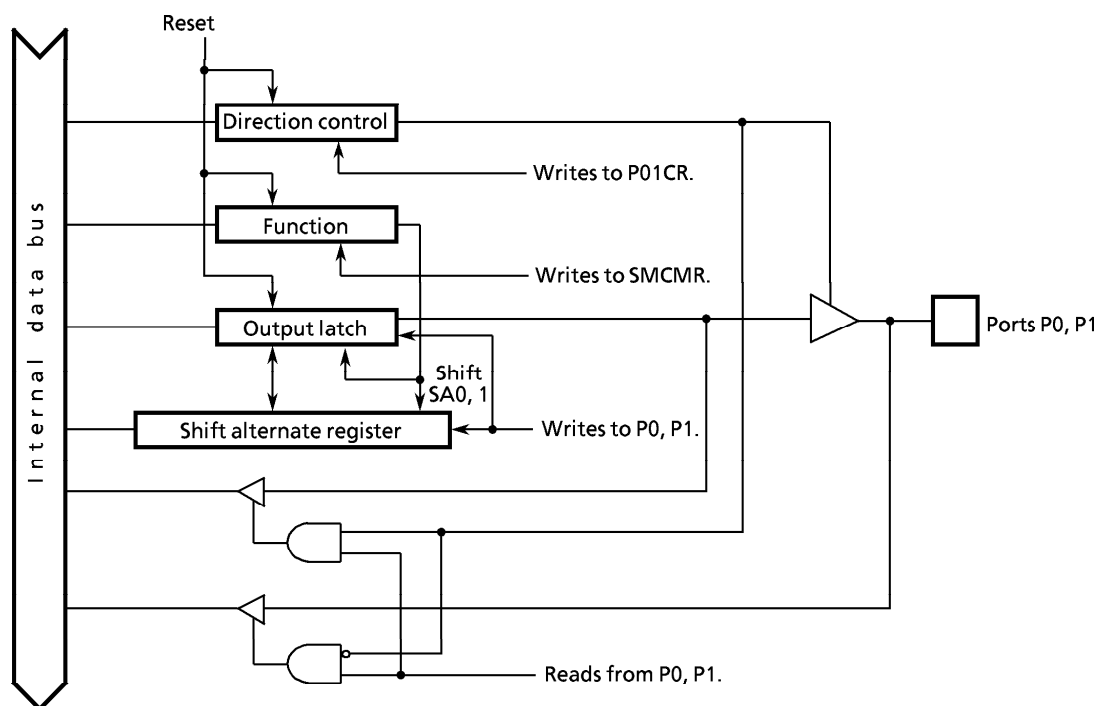 Reset
Direction control
Writes to P01CR.
Function
Writes to SMCMR.
Output latch
Ports P0, P1
Shift
SA0, 1
Shift alternate register
Writes to P0, P1.
Internal data bus
Reads from P0, P1.